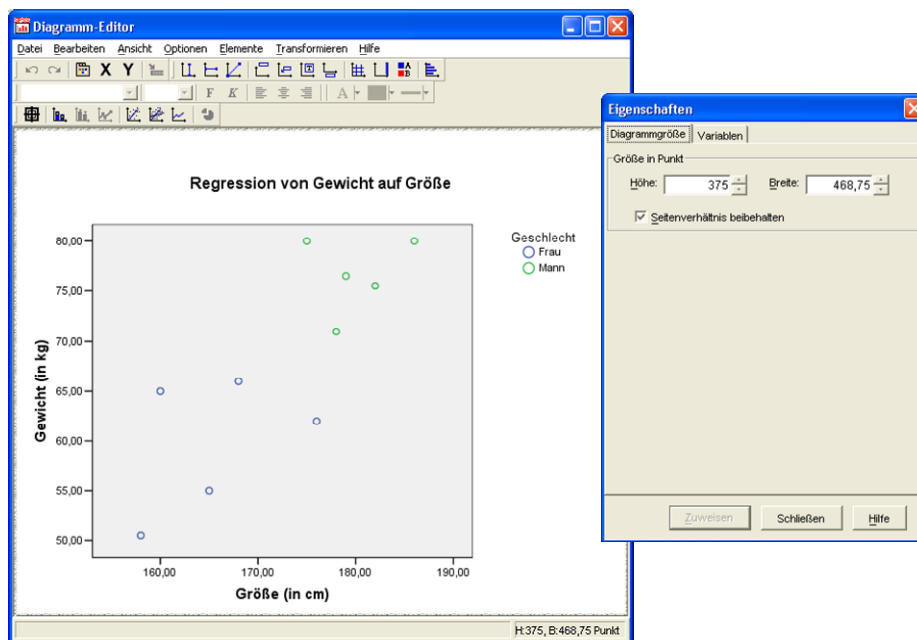 Diagramm-Editor
Datei Bearbeiten Ansicht Optionen Elemente Transformieren Hilfe
X Y
A
B
F K A
Regression von Gewicht auf Größe
Gewicht (in kg)
80,00
75,00
70,00
65,00
60,00
55,00
50,00
160,00 170,00 180,00 190,00
Größe (in cm)
Geschlecht
Frau
Mann
H:375, B:468,75 Punkt
Eigenschaften
Diagrammgröße Variablen
Größe in Punkt
Höhe: 375 Breite: 468,75
Seitenverhältnis beibehalten
Zuweisen Schließen Hilfe